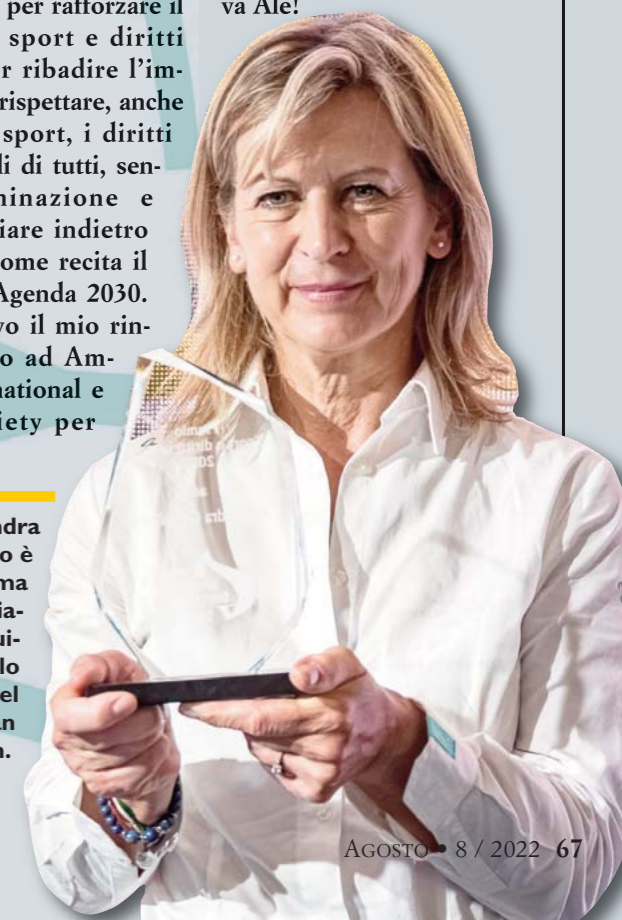 per rafforzare il
sport e diritti
r ribadire l'im-
rispettare, anche
sport, i diritti
li di tutti, sen-
minazione e
iare indietro
ome recita il
Agenda 2030.
vo il mio rin-
o ad Am-
national e
iety per
va Ale!
ndra
o è
ma
ia-
ui-
lo
el
an
n.
AGOSTO • 8 / 2022 67